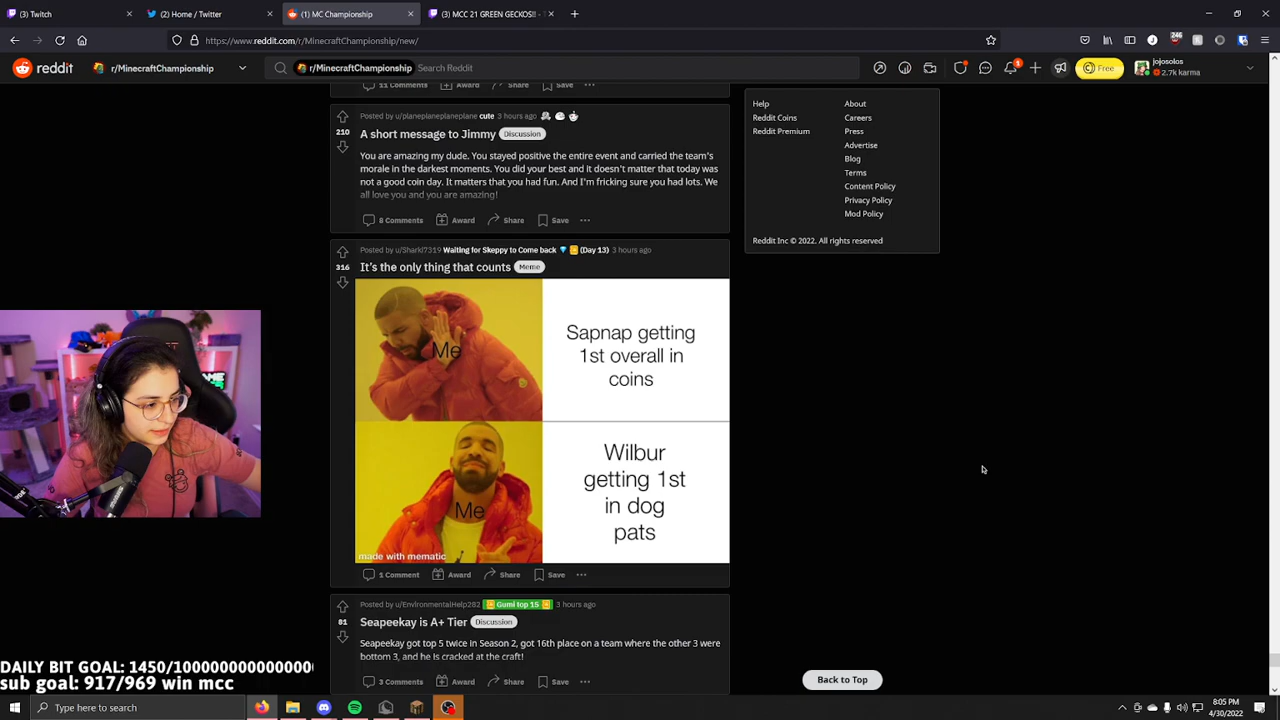 (3) Twitch
(2) Home / Twitter
(1) MC Championship
(3) MCC 21 GREEN GECKOS!! - T
https://www.reddit.com/r/MinecraftChampionship/new/
246
reddit
r/MinecraftChampionship
r/MinecraftChampionship Search Reddit
1
Free
jojosolos
2.7k karma
11 Comments Award Share Save
Posted by u/planeplaneplaneplane cute 3 hours ago
210
A short message to Jimmy Discussion
You are amazing my dude. You stayed positive the entire event and carried the team's
morale in the darkest moments. You did your best and it doesn't matter that today was
not a good coin day. It matters that you had fun. And I'm fricking sure you had lots. We
all love you and you are amazing!
8 Comments Award Share Save
Posted by u/Sharkl7319 Waiting for Skeppy to Come back (Day 13) 3 hours ago
316
It's the only thing that counts Meme
Me
Sapnap getting
1st overall in
coins
Me
Wilbur
getting 1st
in dog
pats
made with mematic
1 Comment Award Share Save
Posted by u/EnvironmentalHelp282 Gumi top 15 3 hours ago
81
Seapeekay is A+ Tier Discussion
Seapeekay got top 5 twice in Season 2, got 16th place on a team where the other 3 were
bottom 3, and he is cracked at the craft!
3 Comments Award Share Save
Help
Reddit Coins
Reddit Premium
About
Careers
Press
Advertise
Blog
Terms
Content Policy
Privacy Policy
Mod Policy
Reddit Inc © 2022. All rights reserved
Back to Top
DAILY BIT GOAL: 1450/100000000000000
sub goal: 917/969 win mcc
Type here to search
8:05 PM
4/30/2022